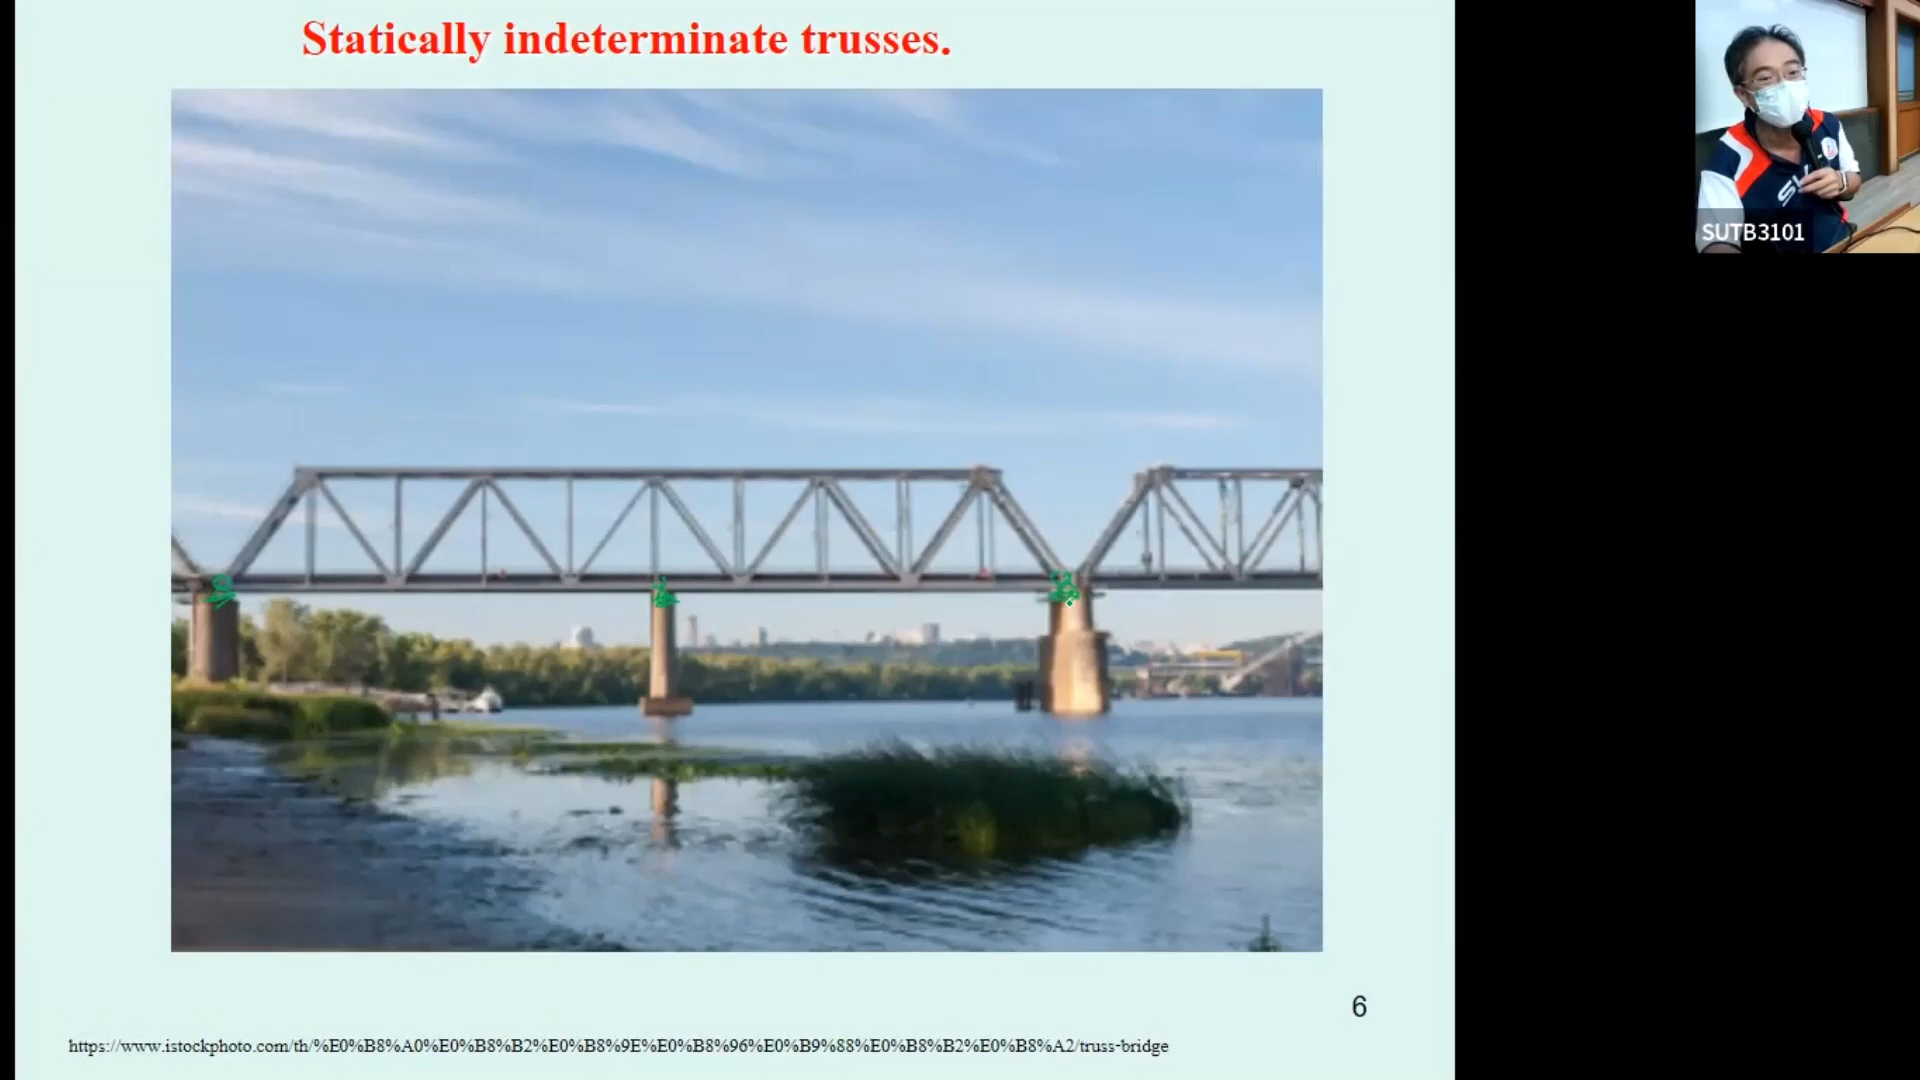 Statically indeterminate trusses.
SUTB3101
6
https://www.istockphoto.com/th/%E0%B8%A0%E0%B8%B2%E0%B8%9E%E0%B8%96%E0%B9%88%E0%B8%B2%E0%B8%A2/truss-bridge